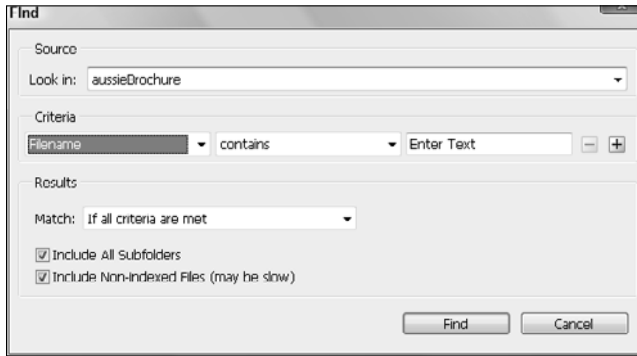 Find
Source
Look in: aussieBrochure
Criteria
Filename contains Enter Text
Results
Match: If all criteria are met
Include All Subfolders
Include Non-indexed Files (may be slow)
Find Cancel